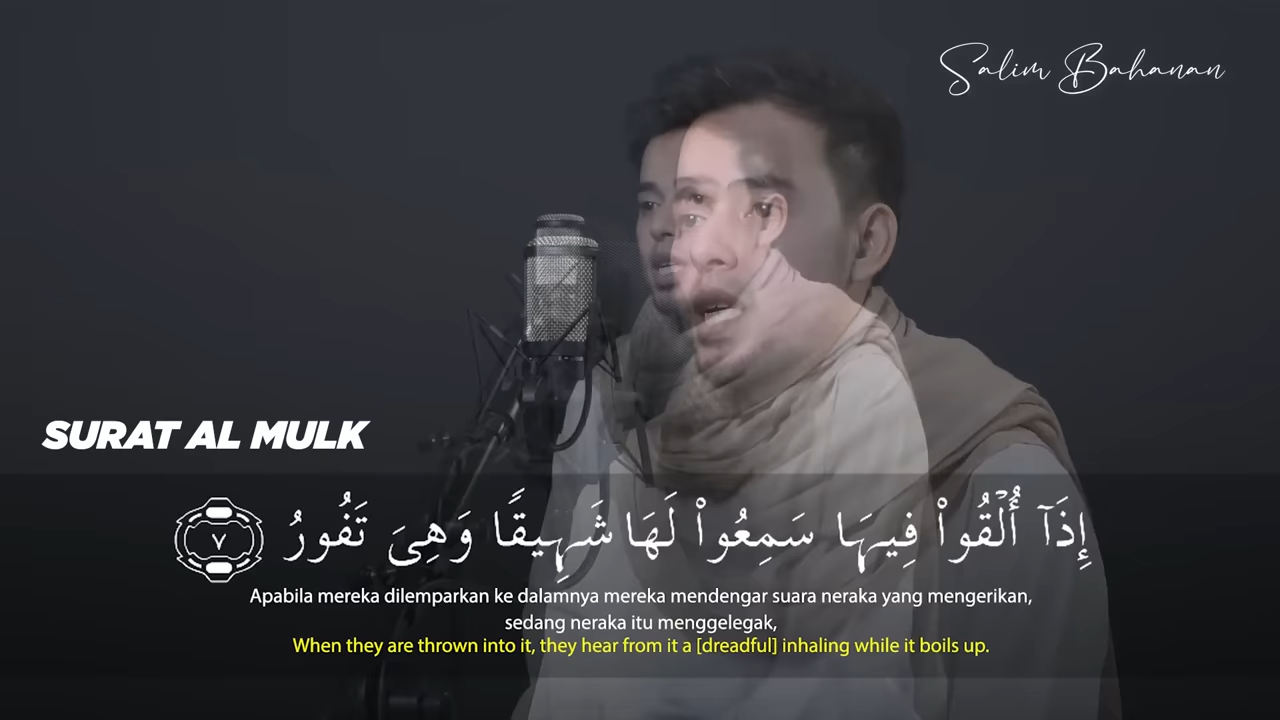 Salim Bahanan
SURAT AL MULK
إِذَآ أُلْقُوا۟ فِيهَا سَمِعُوا۟ لَهَا شَهِيقًا وَهِىَ تَفُورُ ٧
Apabila mereka dilemparkan ke dalamnya mereka mendengar suara neraka yang mengerikan,
sedang neraka itu menggelegak,
When they are thrown into it, they hear from it a [dreadful] inhaling while it boils up.